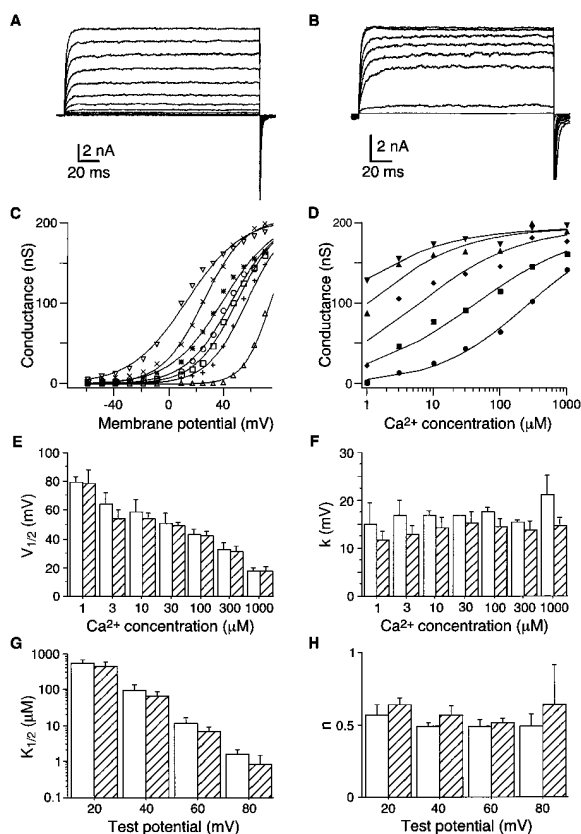 A
B
2 nA
20 ms
2 nA
20 ms
C
D
Conductance (nS)
200
100
0
-40 0 40
Membrane potential (mV)
Conductance (nS)
200
100
0
1 10 100 1000
Ca2+ concentration (µM)
E
F
V1/2 (mV)
100
80
60
40
20
0
1 3 10 30 100 300 1000
Ca2+ concentration (µM)
k (mV)
30
20
10
0
1 3 10 30 100 300 1000
Ca2+ concentration (µM)
G
H
K1/2 (µM)
1000
100
10
1
0.1
20 40 60 80
Test potential (mV)
n
1
0.5
0
20 40 60 80
Test potential (mV)